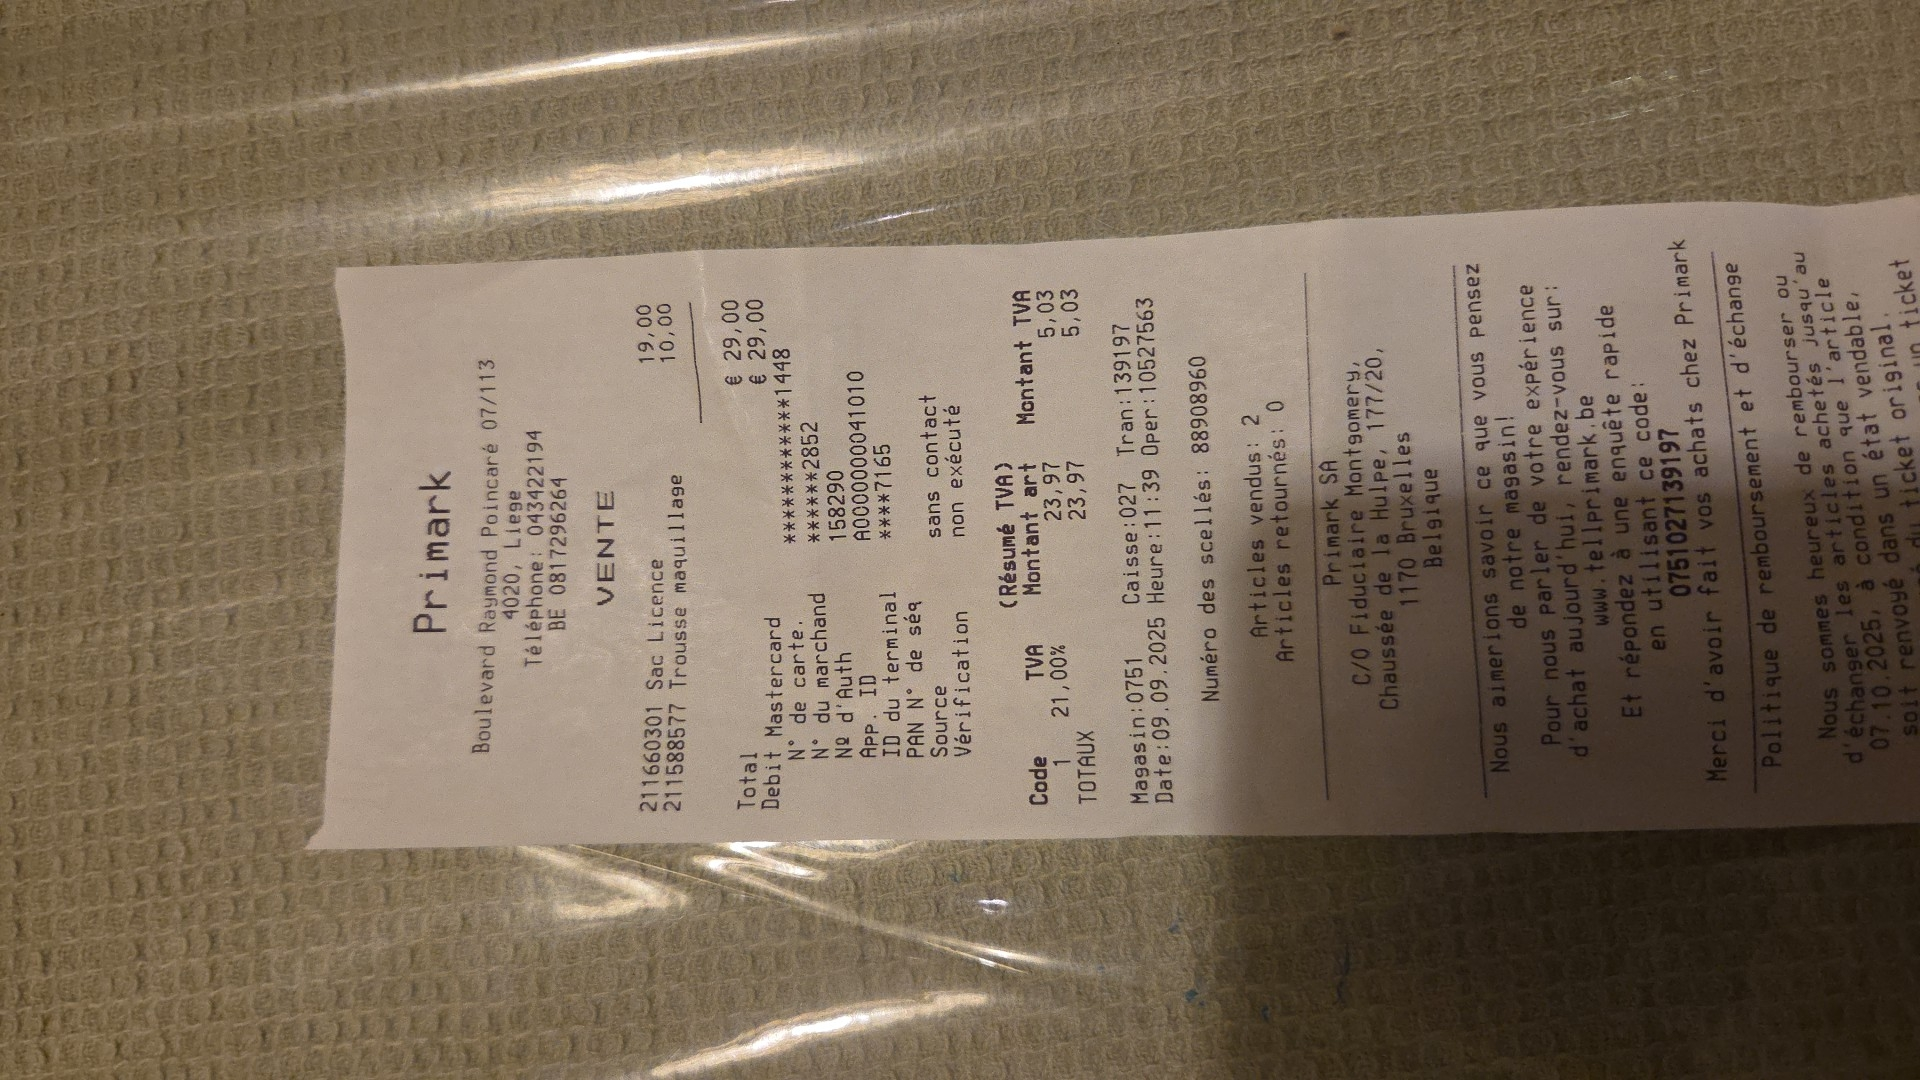 Primark
Boulevard Raymond Poincaré 07/113
4020, Liege
Téléphone: 043422194
BE 0817296264
VENTE
211660301 Sac Licence 19,00
211588577 Trousse maquillage 10,00
Total € 29,00
Debit Mastercard € 29,00
N° de carte. ************1448
N° du marchand ******2852
Nº d'Auth 158290
App. ID A0000000041010
ID du terminal ****7165
PAN N° de séq
Source sans contact
Vérification non exécuté
(Résumé TVA)
Code TVA Montant art Montant TVA
1 21,00% 23,97 5,03
TOTAUX 23,97 5,03
Magasin:0751 Caisse:027 Tran:139197
Date:09.09.2025 Heure:11:39 Oper:10527563
Numéro des scellés: 88908960
Articles vendus: 2
Articles retournés: 0
Primark SA
C/O Fiduciaire Montgomery,
Chaussée de la Hulpe, 177/20,
1170 Bruxelles
Belgique
Nous aimerions savoir ce que vous pensez
de notre magasin!
Pour nous parler de votre expérience
d'achat aujourd'hui, rendez-vous sur:
www.tellprimark.be
Et répondez à une enquête rapide
en utilisant ce code:
075102713​9197
Merci d'avoir fait vos achats chez Primark
Politique de remboursement et d'échange
Nous sommes heureux de rembourser ou
d'échanger les articles achetés jusqu'au
07.10.2025, à condition que l'article
soit renvoyé dans un état vendable,
du ticket original.
un ticket